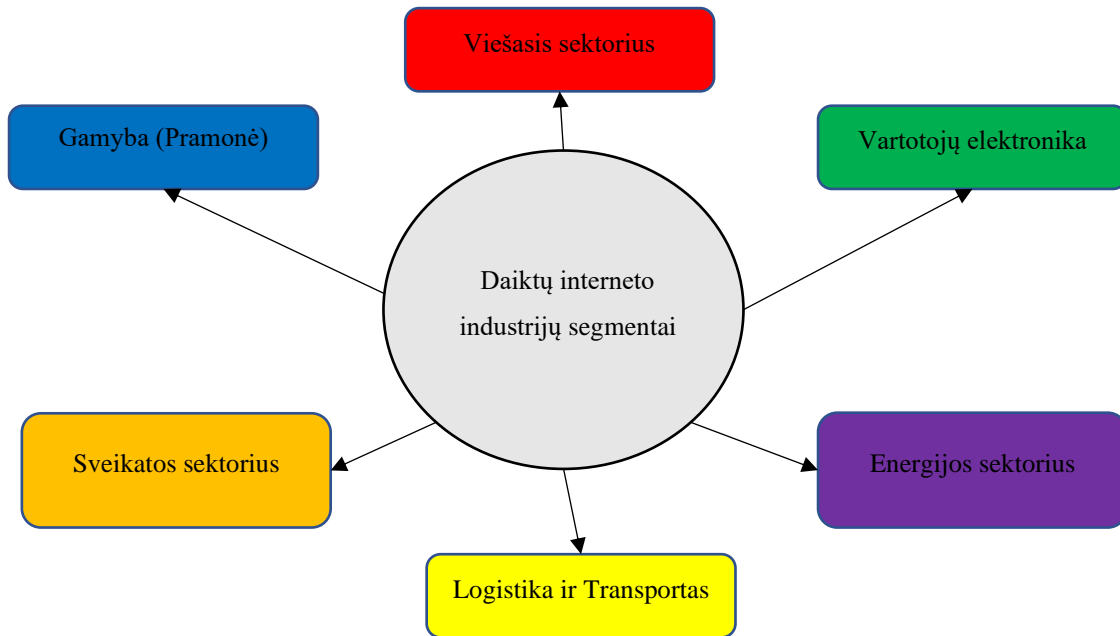 Viešasis sektorius
Gamyba (Pramonė)
Vartotojų elektronika
Daiktų interneto
industrijų segmentai
Sveikatos sektorius
Energijos sektorius
Logistika ir Transportas